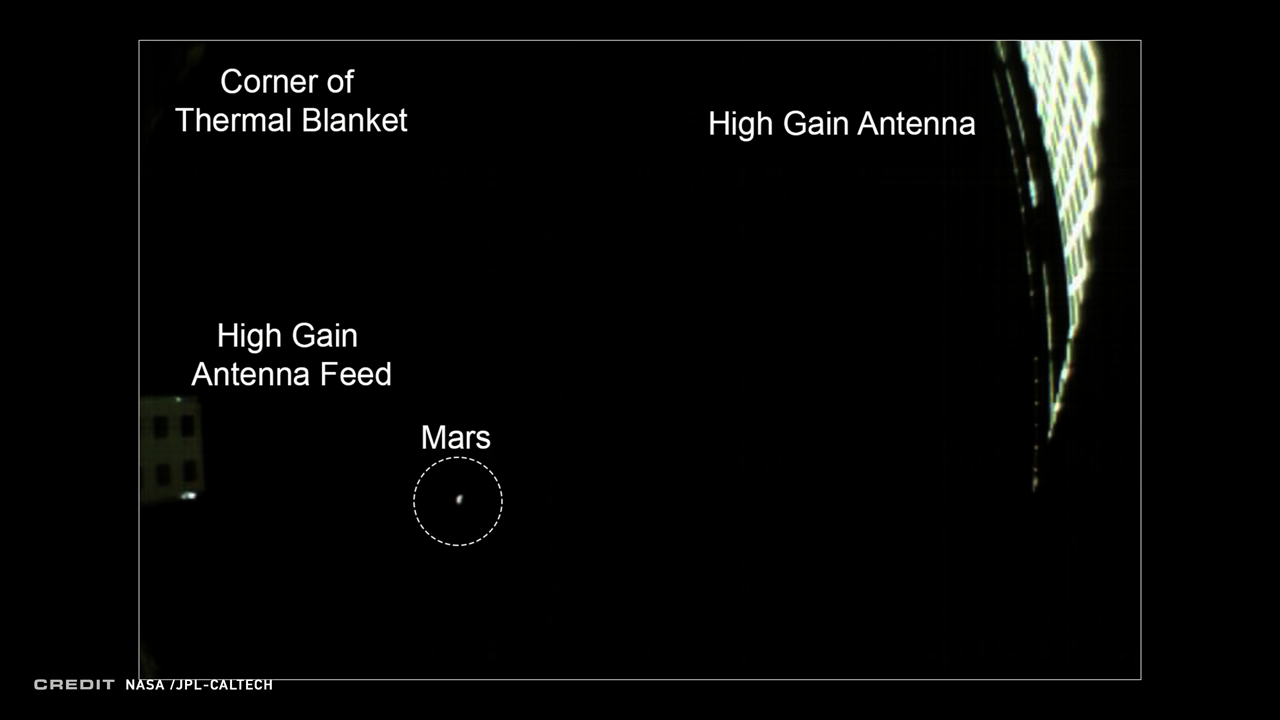 Corner of
Thermal Blanket
High Gain Antenna
High Gain
Antenna Feed
Mars
CREDIT NASA /JPL-CALTECH